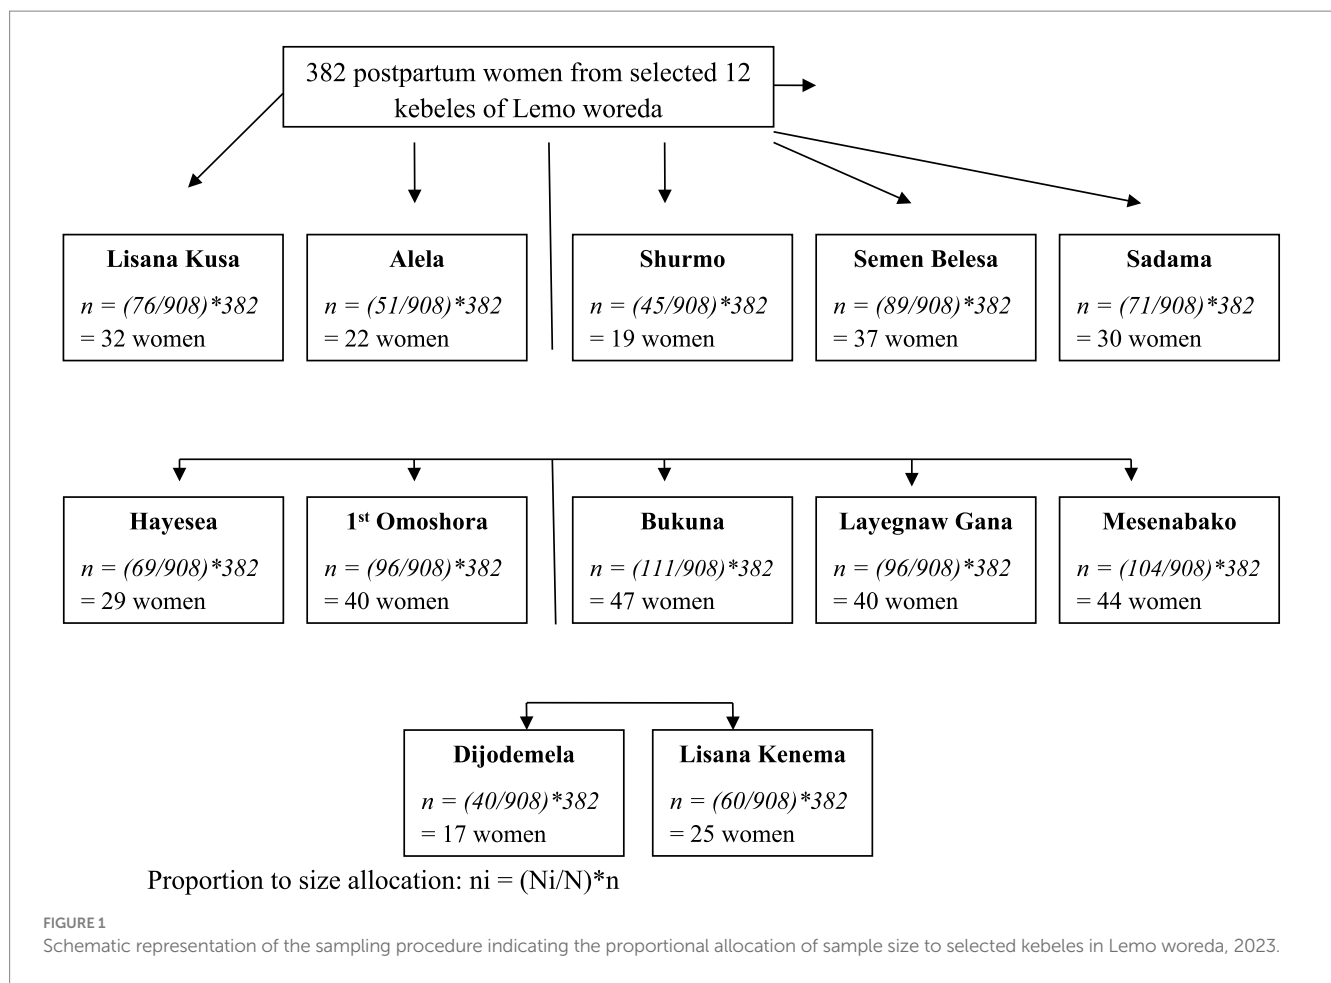 382 postpartum women from selected 12
kebeles of Lemo woreda
Lisana Kusa
n = (76/908)*382
= 32 women
Alela
n = (51/908)*382
= 22 women
Shurmo
n = (45/908)*382
= 19 women
Semen Belesa
n = (89/908)*382
= 37 women
Sadama
n = (71/908)*382
= 30 women
Hayesea
n = (69/908)*382
= 29 women
1st Omoshora
n = (96/908)*382
= 40 women
Bukuna
n = (111/908)*382
= 47 women
Layegnaw Gana
n = (96/908)*382
= 40 women
Mesenabako
n = (104/908)*382
= 44 women
Dijodemela
n = (40/908)*382
= 17 women
Lisana Kenema
n = (60/908)*382
= 25 women
Proportion to size allocation: ni = (Ni/N)*n
FIGURE 1
Schematic representation of the sampling procedure indicating the proportional allocation of sample size to selected kebeles in Lemo woreda, 2023.